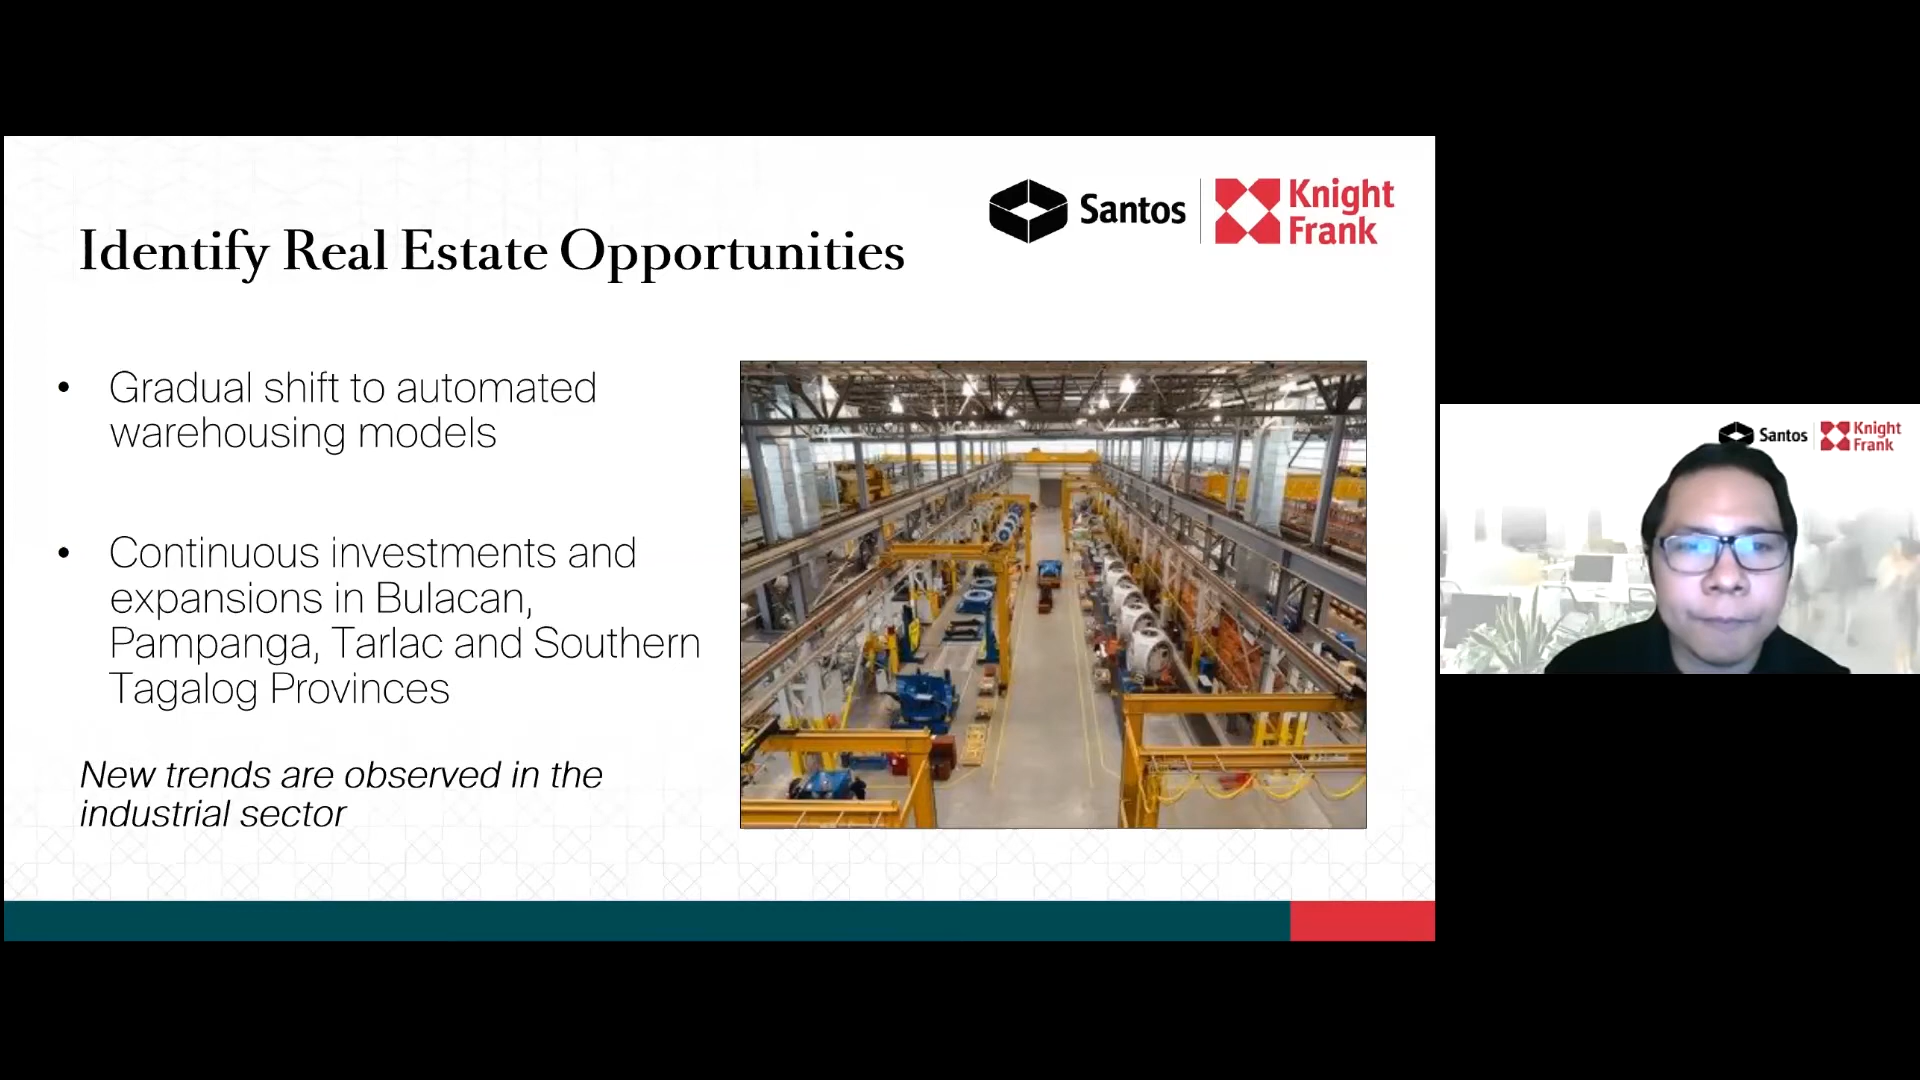 Santos
Knight
Frank
Identify Real Estate Opportunities
• Gradual shift to automated
warehousing models
• Continuous investments and
expansions in Bulacan,
Pampanga, Tarlac and Southern
Tagalog Provinces
New trends are observed in the
industrial sector
Santos
Knight
Frank